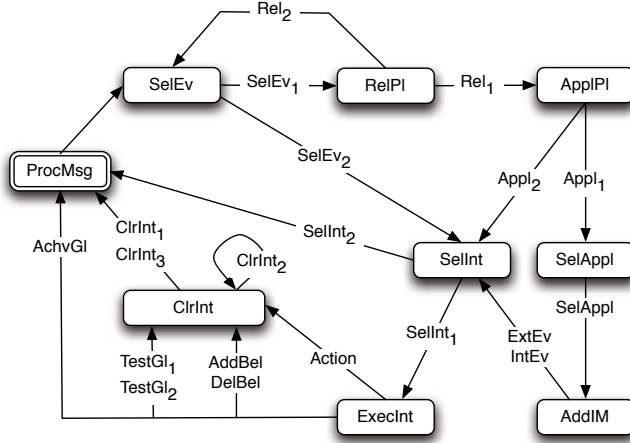 Rel2
SelEv
SelEv1
RelPl
Rel1
ApplPl
ProcMsg
SelEv2
Appl2
Appl1
AchvGl
ClrInt1
ClrInt3
SelInt2
ClrInt2
SelInt
SelAppl
ClrInt
SelInt1
SelAppl
ExtEv
IntEv
TestGl1
TestGl2
AddBel
DelBel
Action
ExecInt
AddIM